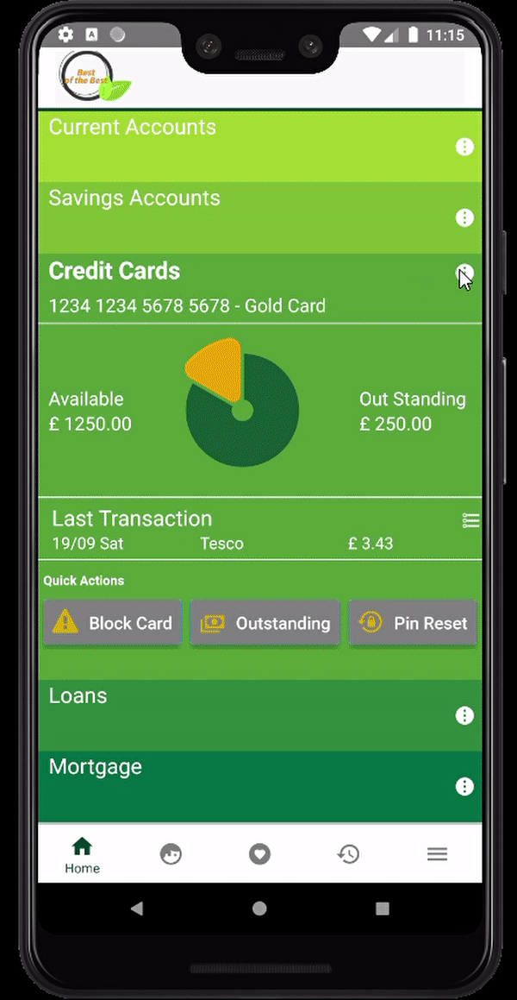 11:15
Best
of the Best
Current Accounts
Savings Accounts
Credit Cards
1234 1234 5678 5678 - Gold Card
Available
£ 1250.00
Out Standing
£ 250.00
Last Transaction
19/09 Sat Tesco £ 3.43
Quick Actions
Block Card Outstanding Pin Reset
Loans
Mortgage
Home